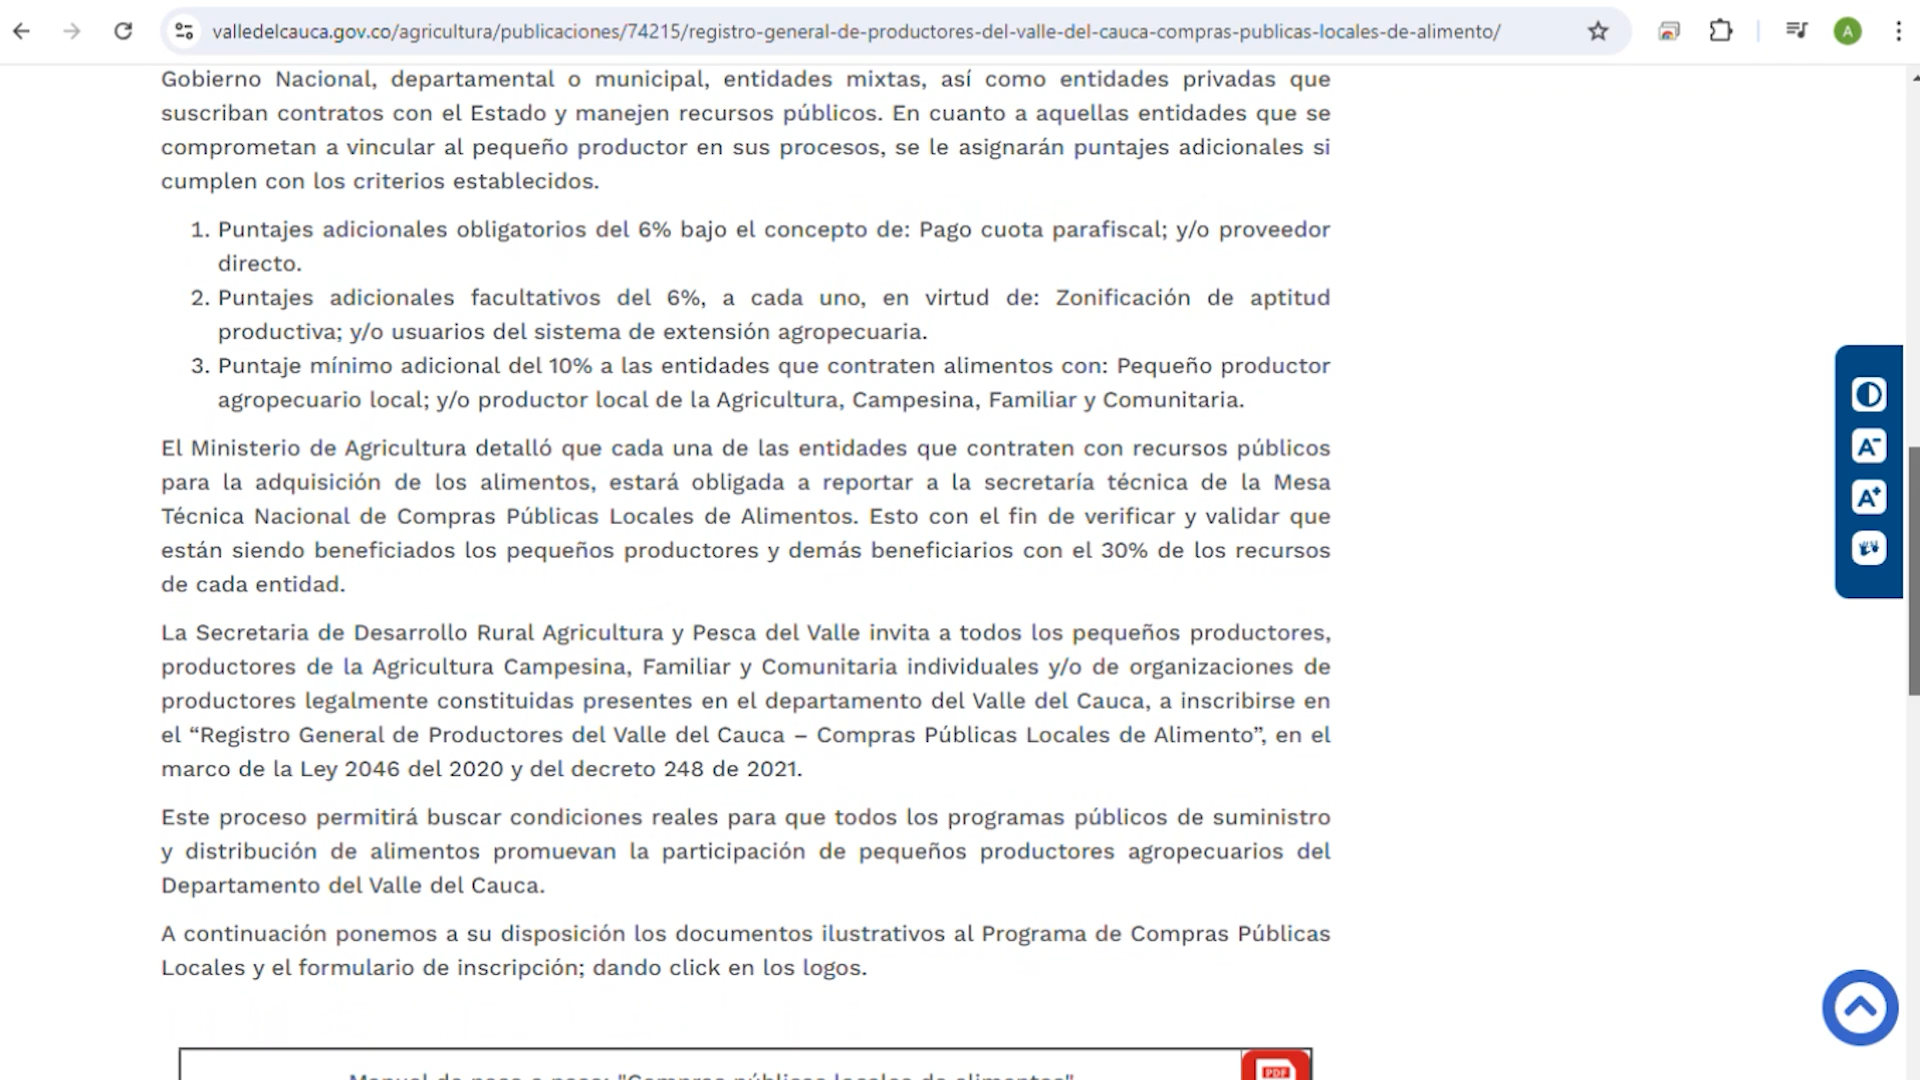 valledelcauca.gov.co/agricultura/publicaciones/74215/registro-general-de-productores-del-valle-del-cauca-compras-publicas-locales-de-alimento/
A
Gobierno Nacional, departamental o municipal, entidades mixtas, así como entidades privadas que
suscriban contratos con el Estado y manejen recursos públicos. En cuanto a aquellas entidades que se
comprometan a vincular al pequeño productor en sus procesos, se le asignarán puntajes adicionales si
cumplen con los criterios establecidos.
1. Puntajes adicionales obligatorios del 6% bajo el concepto de: Pago cuota parafiscal; y/o proveedor
directo.
2. Puntajes adicionales facultativos del 6%, a cada uno, en virtud de: Zonificación de aptitud
productiva; y/o usuarios del sistema de extensión agropecuaria.
3. Puntaje mínimo adicional del 10% a las entidades que contraten alimentos con: Pequeño productor
agropecuario local; y/o productor local de la Agricultura, Campesina, Familiar y Comunitaria.
El Ministerio de Agricultura detalló que cada una de las entidades que contraten con recursos públicos
para la adquisición de los alimentos, estará obligada a reportar a la secretaría técnica de la Mesa
Técnica Nacional de Compras Públicas Locales de Alimentos. Esto con el fin de verificar y validar que
están siendo beneficiados los pequeños productores y demás beneficiarios con el 30% de los recursos
de cada entidad.
La Secretaria de Desarrollo Rural Agricultura y Pesca del Valle invita a todos los pequeños productores,
productores de la Agricultura Campesina, Familiar y Comunitaria individuales y/o de organizaciones de
productores legalmente constituidas presentes en el departamento del Valle del Cauca, a inscribirse en
el “Registro General de Productores del Valle del Cauca – Compras Públicas Locales de Alimento”, en el
marco de la Ley 2046 del 2020 y del decreto 248 de 2021.
Este proceso permitirá buscar condiciones reales para que todos los programas públicos de suministro
y distribución de alimentos promuevan la participación de pequeños productores agropecuarios del
Departamento del Valle del Cauca.
A continuación ponemos a su disposición los documentos ilustrativos al Programa de Compras Públicas
Locales y el formulario de inscripción; dando click en los logos.
Manual de paso a paso: "Compras públicas locales de alimentos"
PDF
A-
A+